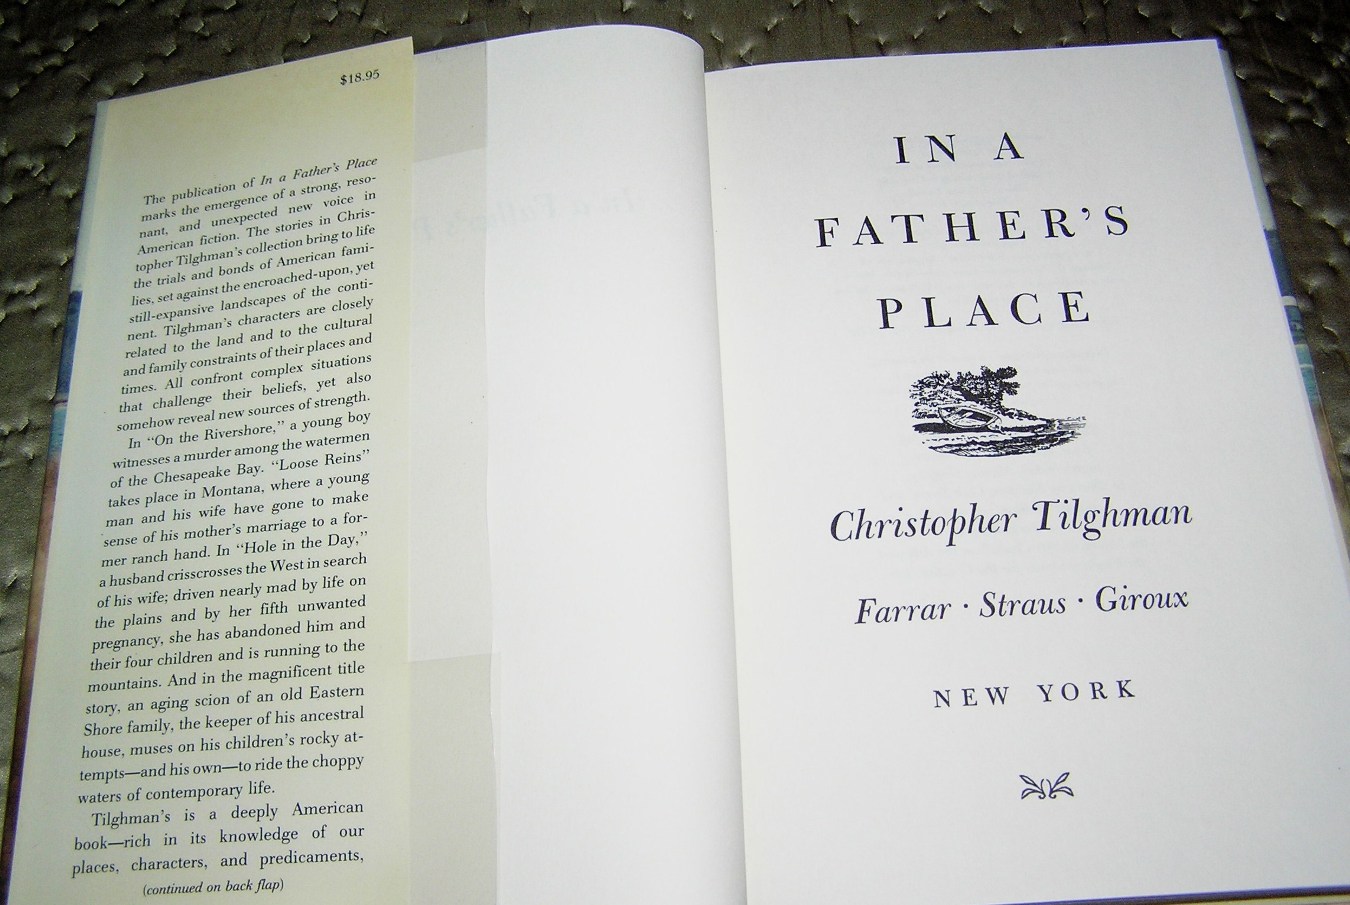 $18.95
The publication of In a Father's Place
marks the emergence of a strong, reso-
nant, and unexpected new voice in
American fiction. The stories in Chris-
topher Tilghman's collection bring to life
the trials and bonds of American fami-
lies, set against the encroached-upon, yet
still-expansive landscapes of the conti-
nent. Tilghman's characters are closely
related to the land and to the cultural
and family constraints of their places and
times. All confront complex situations
that challenge their beliefs, yet also
somehow reveal new sources of strength.
In “On the Rivershore,” a young boy
witnesses a murder among the watermen
of the Chesapeake Bay. “Loose Reins”
takes place in Montana, where a young
man and his wife have gone to make
sense of his mother's marriage to a for-
mer ranch hand. In “Hole in the Day,”
a husband crisscrosses the West in search
of his wife; driven nearly mad by life on
the plains and by her fifth unwanted
pregnancy, she has abandoned him and
their four children and is running to the
mountains. And in the magnificent title
story, an aging scion of an old Eastern
Shore family, the keeper of his ancestral
house, muses on his children's rocky at-
tempts—and his own—to ride the choppy
waters of contemporary life.
Tilghman's is a deeply American
book—rich in its knowledge of our
places, characters, and predicaments,
(continued on back flap)
IN A
FATHER'S
PLACE
Christopher Tilghman
Farrar · Straus · Giroux
NEW YORK